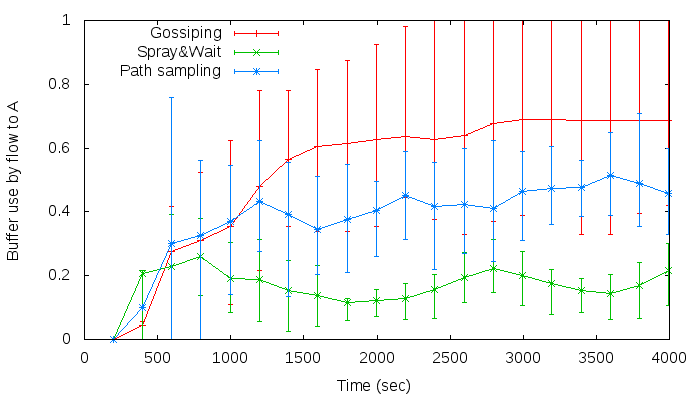 1
0.8
0.6
0.4
0.2
0
Buffer use by flow to A
Gossiping
Spray&Wait
Path sampling
0 500 1000 1500 2000 2500 3000 3500 4000
Time (sec)